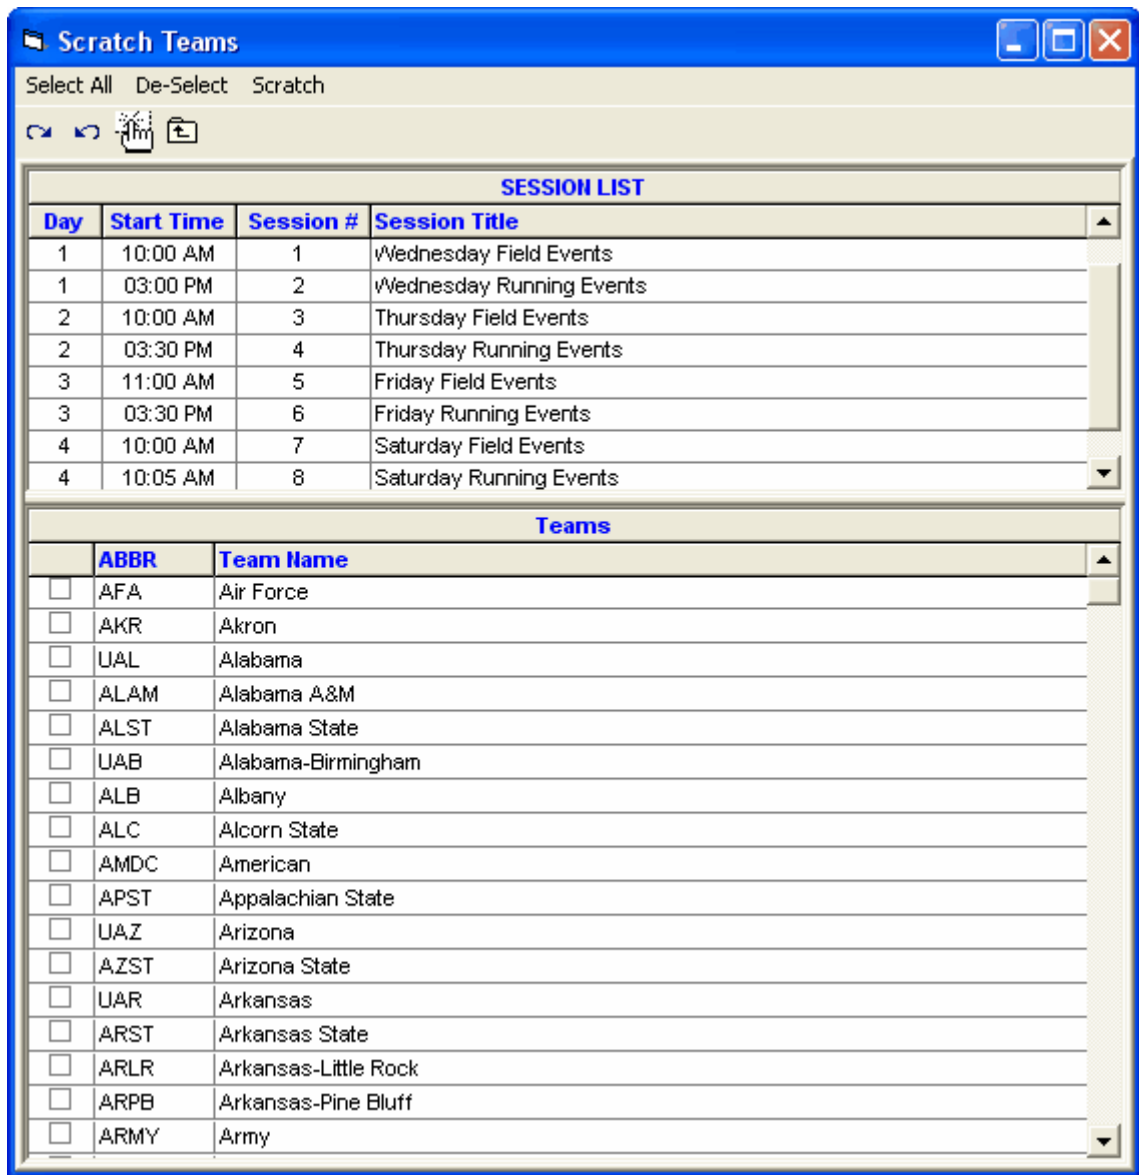 Scratch Teams
Select All De-Select Scratch
SESSION LIST
Day Start Time Session # Session Title
1 10:00 AM 1 Wednesday Field Events
1 03:00 PM 2 Wednesday Running Events
2 10:00 AM 3 Thursday Field Events
2 03:30 PM 4 Thursday Running Events
3 11:00 AM 5 Friday Field Events
3 03:30 PM 6 Friday Running Events
4 10:00 AM 7 Saturday Field Events
4 10:05 AM 8 Saturday Running Events
Teams
ABBR Team Name
AFA Air Force
AKR Akron
UAL Alabama
ALAM Alabama A&M
ALST Alabama State
UAB Alabama-Birmingham
ALB Albany
ALC Alcorn State
AMDC American
APST Appalachian State
UAZ Arizona
AZST Arizona State
UAR Arkansas
ARST Arkansas State
ARLR Arkansas-Little Rock
ARPB Arkansas-Pine Bluff
ARMY Army